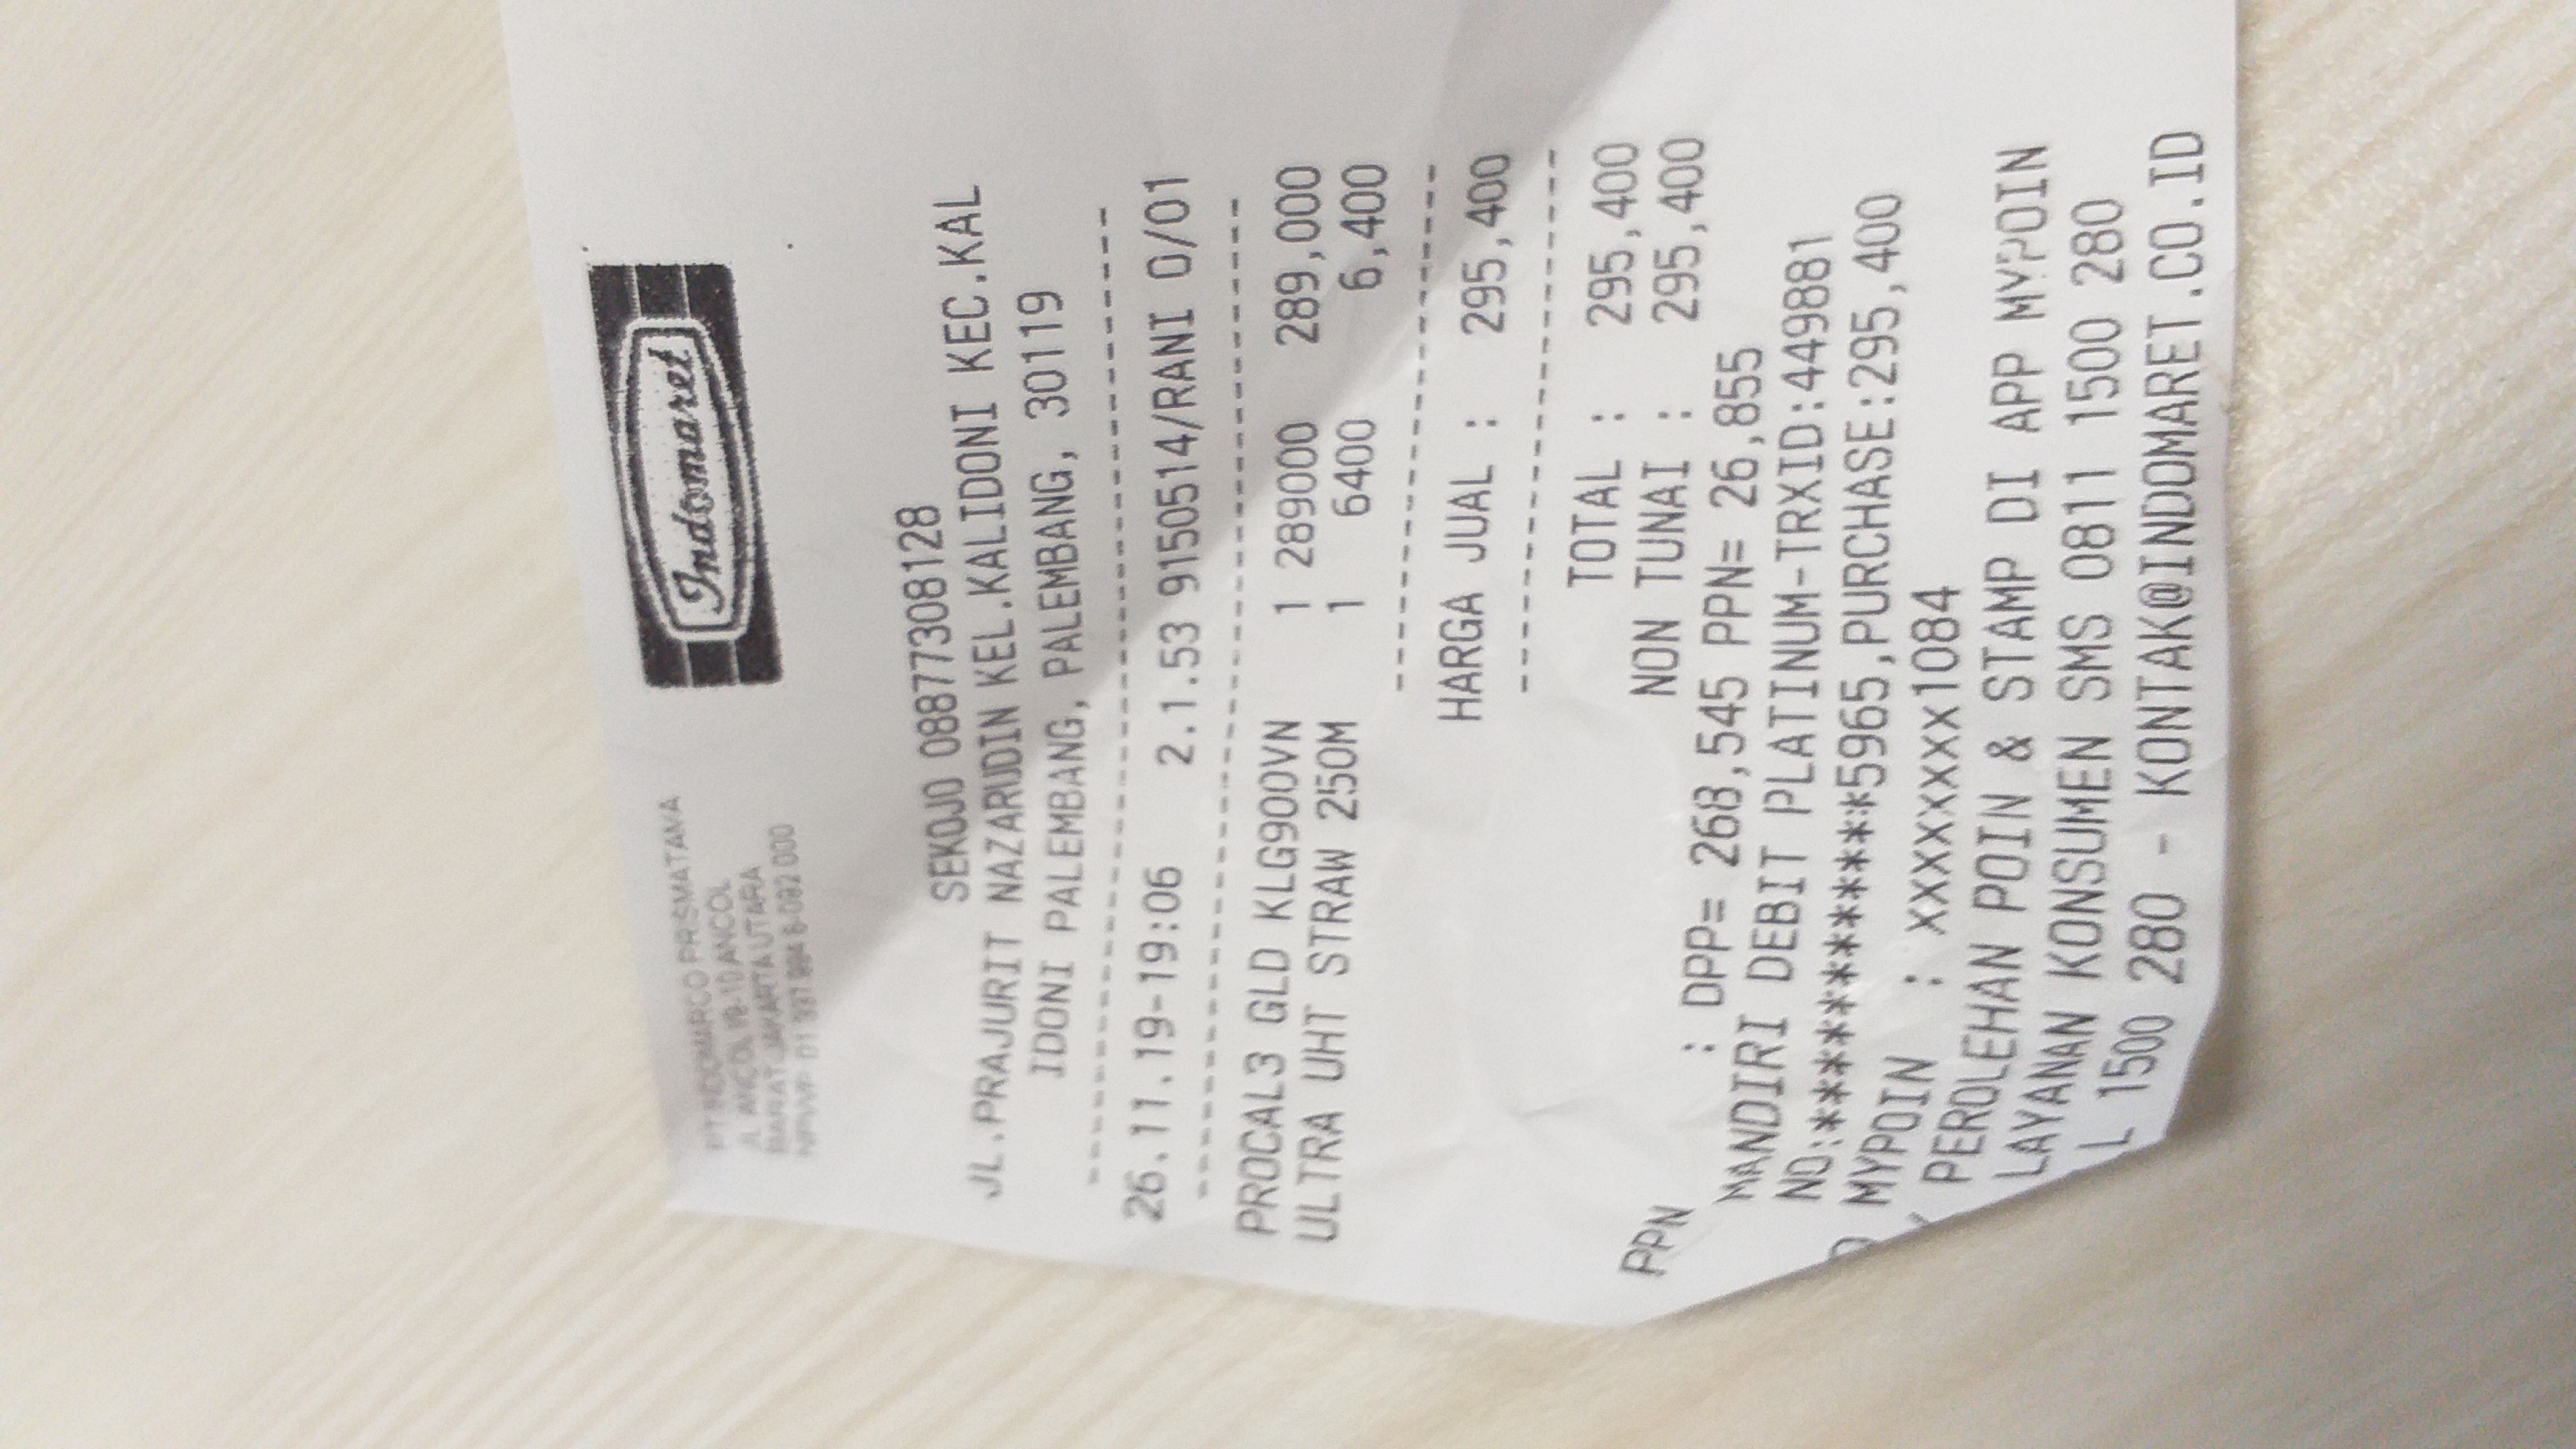 PT INDOMARCO PRISMATAMA
JL ANCOL 1
9-10 ANCOL
BARAT JAKARTA UTARA
NPWP 01 337 994 6-092 000
Indomaret
SEKOJO 08877308128
JL.PRAJURIT NAZARUDIN KEL.KALIDONI KEC.KAL
IDONI PALEMBANG, PALEMBANG, 30119
26.11.19-19:06 2.1.53 9150514/RANI 0/01
PROCAL3 GLD KLG900VN 1 289000 289,000
ULTRA UHT STRAW 250M 1 6400 6,400
HARGA JUAL : 295,400
TOTAL : 295,400
NON TUNAI : 295,400
PPN : DPP= 268,545 PPN= 26,855
MANDIRI DEBIT PLATINUM-TRXID:449881
NO:************5965,PURCHASE:295,400
MYPOIN : XXXXXXXX1084
PEROLEHAN POIN & STAMP DI APP MYPOIN
LAYANAN KONSUMEN SMS 0811 1500 280
L 1500 280 - KONTAK@INDOMARET.CO.ID